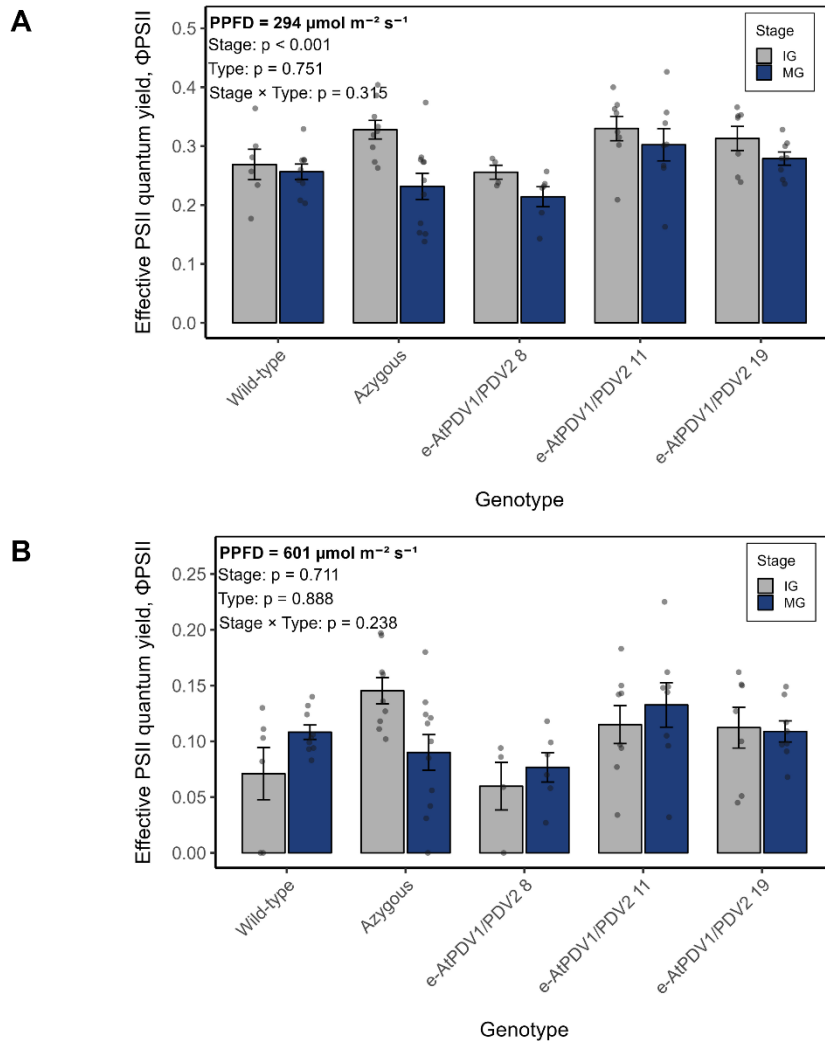 A
PPFD = 294 µmol m⁻² s⁻¹
Stage: p < 0.001
Type: p = 0.751
Stage × Type: p = 0.315
Stage
IG
MG
Effective PSII quantum yield, ΦPSII
0.5
0.4
0.3
0.2
0.1
0.0
Wild-type
Azygous
e-AtPDV1/PDV2 8
e-AtPDV1/PDV2 11
e-AtPDV1/PDV2 19
Genotype
B
PPFD = 601 µmol m⁻² s⁻¹
Stage: p = 0.711
Type: p = 0.888
Stage × Type: p = 0.238
Stage
IG
MG
Effective PSII quantum yield, ΦPSII
0.25
0.20
0.15
0.10
0.05
0.00
Wild-type
Azygous
e-AtPDV1/PDV2 8
e-AtPDV1/PDV2 11
e-AtPDV1/PDV2 19
Genotype